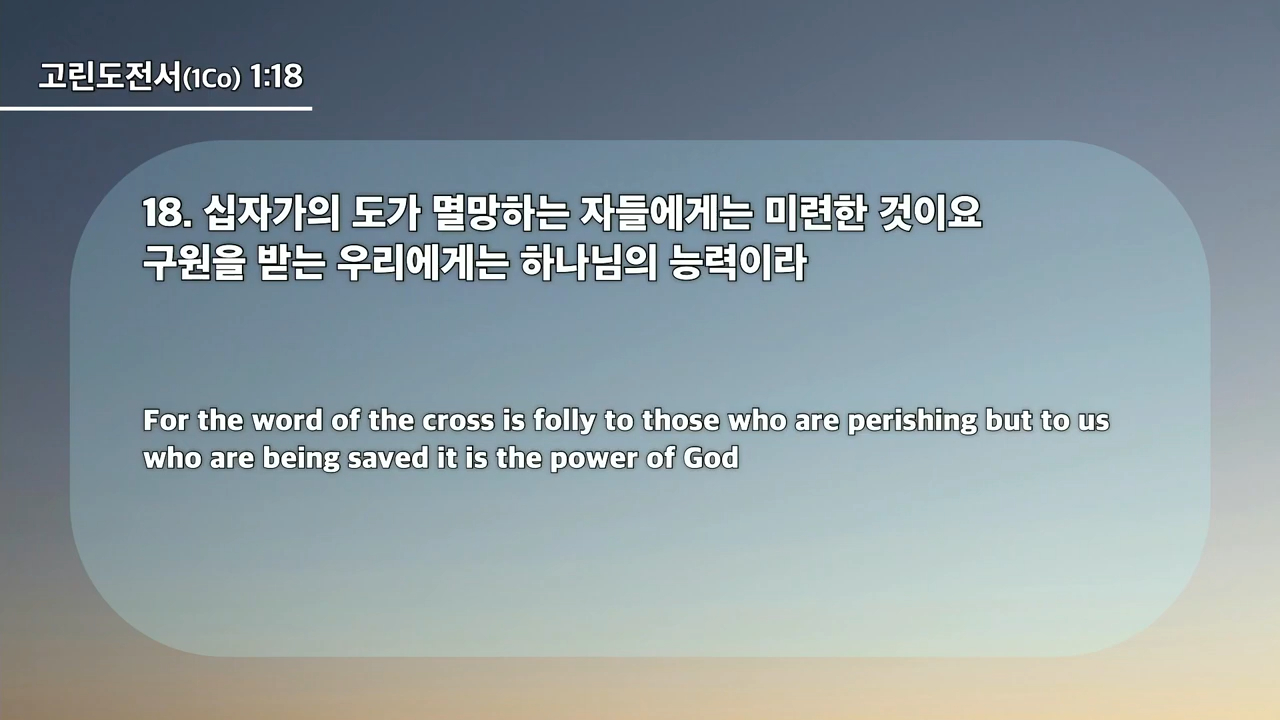 고린도전서(1Co) 1:18
18. 십자가의 도가 멸망하는 자들에게는 미련한 것이요
구원을 받는 우리에게는 하나님의 능력이라
For the word of the cross is folly to those who are perishing but to us
who are being saved it is the power of God